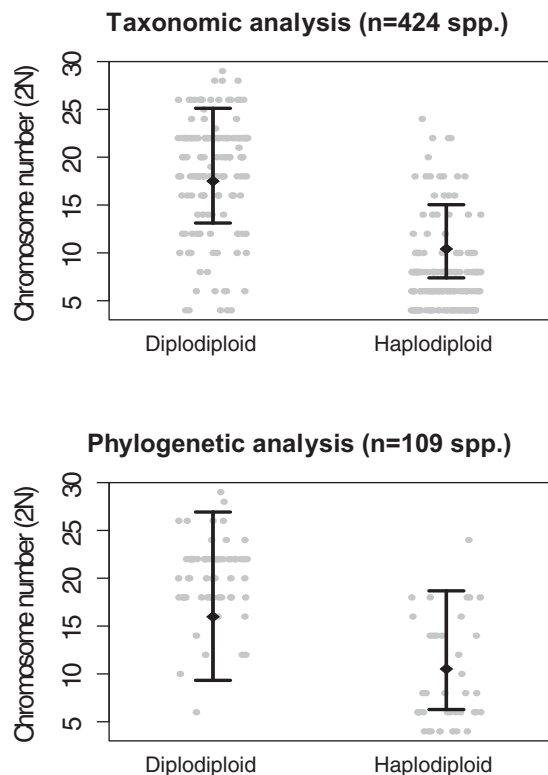 Taxonomic analysis (n=424 spp.)
Chromosome number (2N)
30
25
20
15
10
5
Diplodiploid
Haplodiploid
Phylogenetic analysis (n=109 spp.)
Chromosome number (2N)
30
25
20
15
10
5
Diplodiploid
Haplodiploid